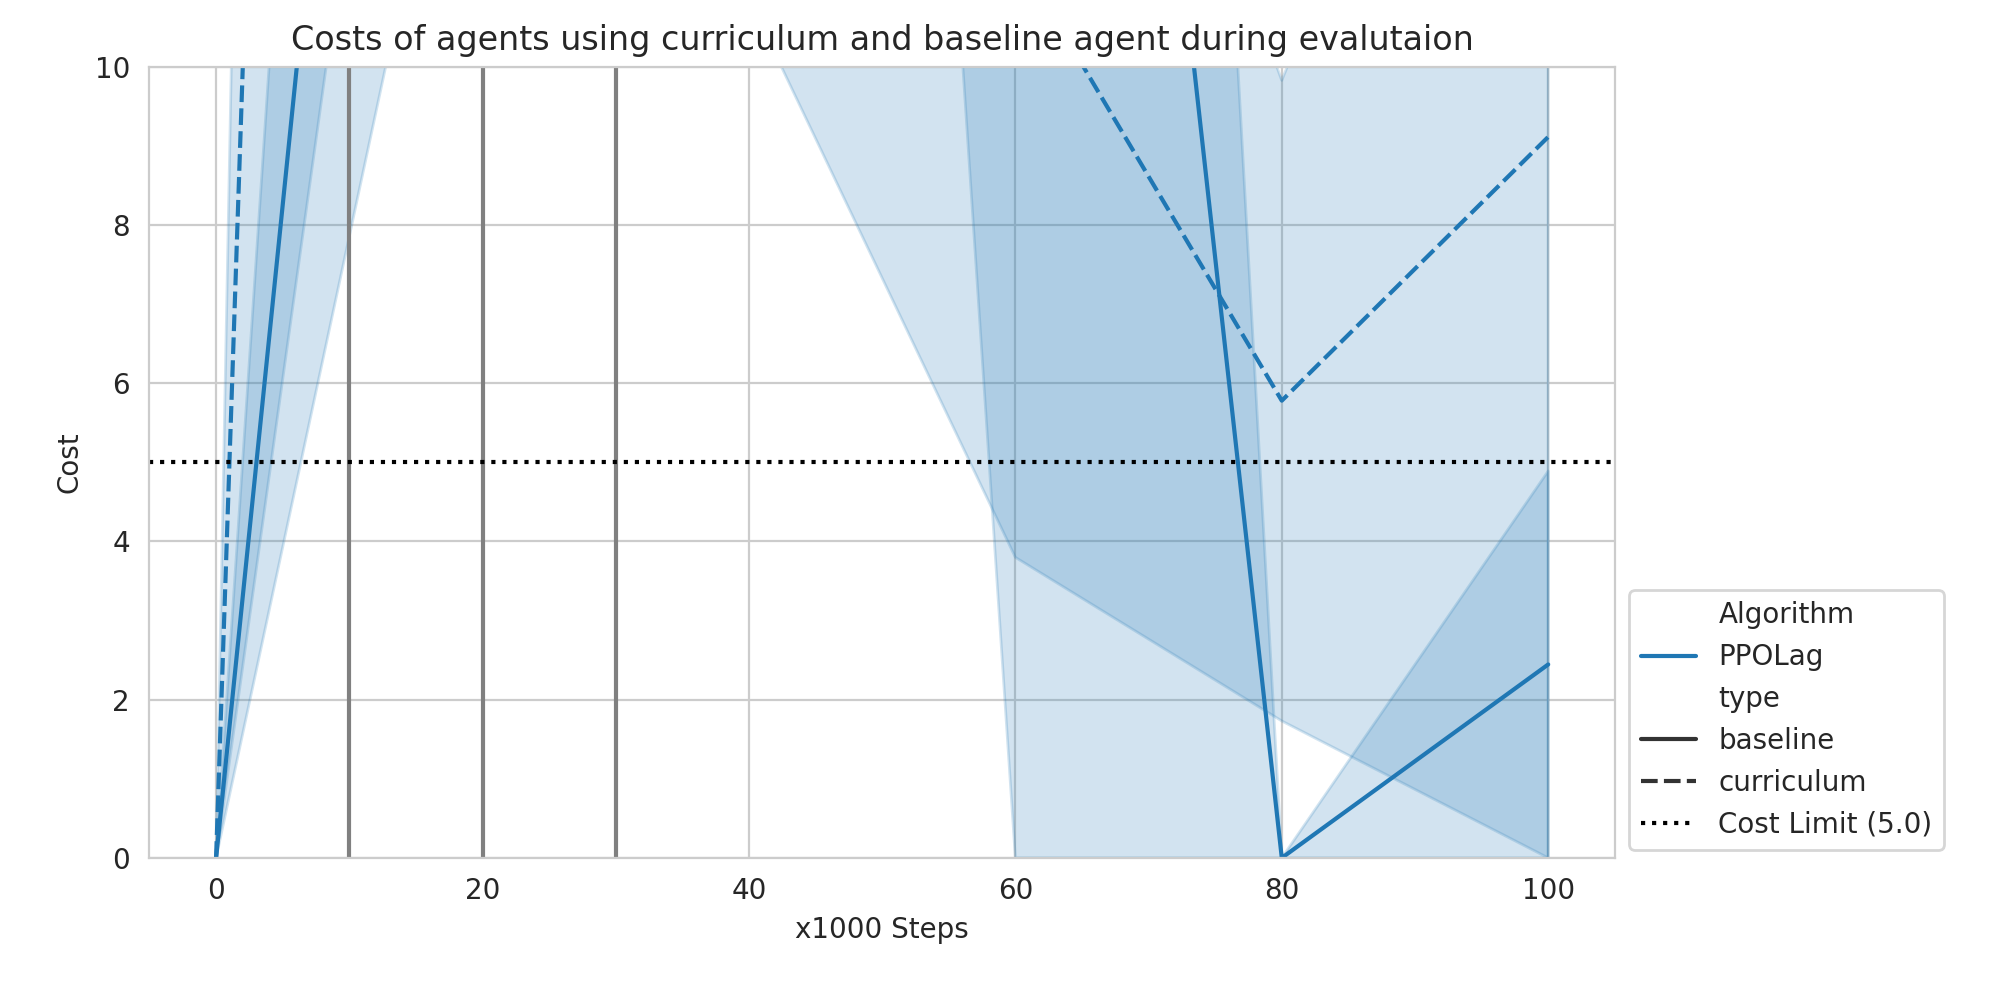 Costs of agents using curriculum and baseline agent during evalutaion
10
8
6
4
2
0
Cost
0 20 40 60 80 100
x1000 Steps
Algorithm
PPOLag
type
baseline
curriculum
Cost Limit (5.0)